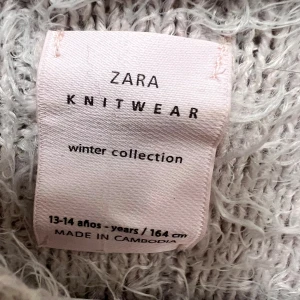 ZARA
KNITWEAR
winter collection
13-14 años - years / 164 cm
MADE IN CAMBODIA